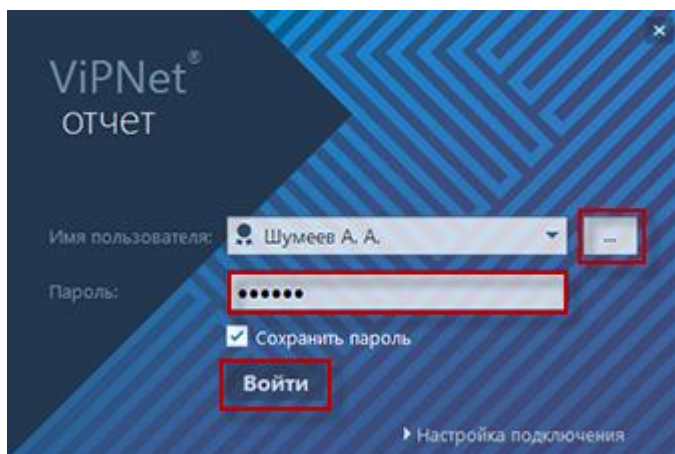 ViPNet®
отчет
Имя пользователя: Шумеев А. А. ...
Пароль: ●●●●●●
Сохранить пароль
Войти
Настройка подключения